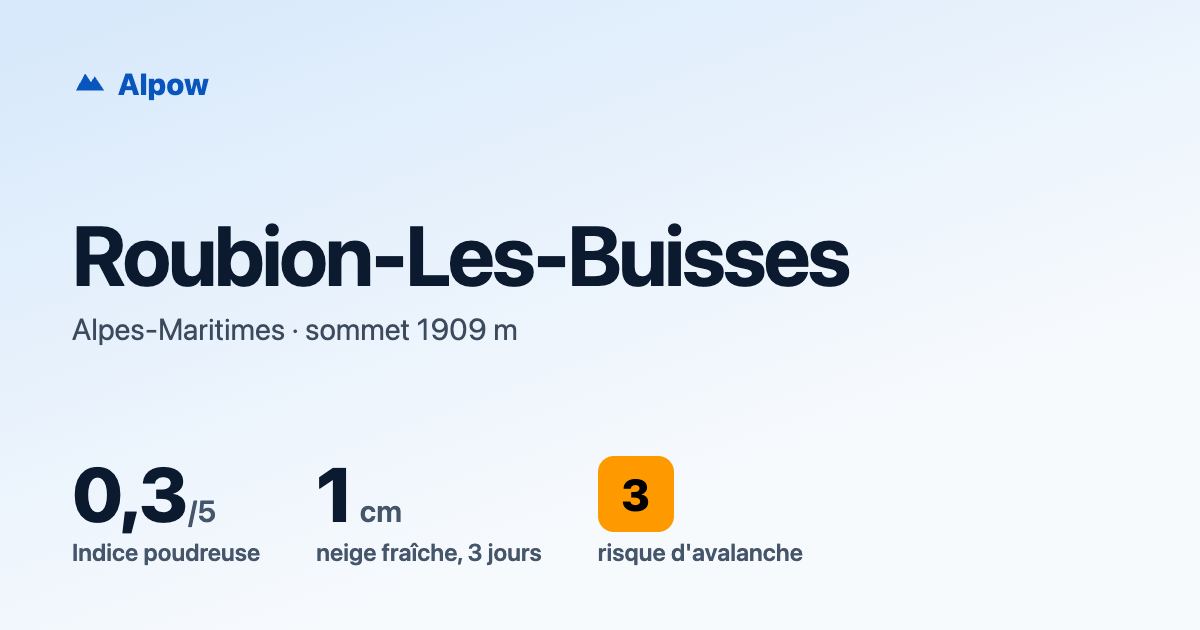 Alpow
Roubion-Les-Buisses
Alpes-Maritimes · sommet 1909 m
0,3/5
Indice poudreuse
1 cm
neige fraîche, 3 jours
3
risque d'avalanche